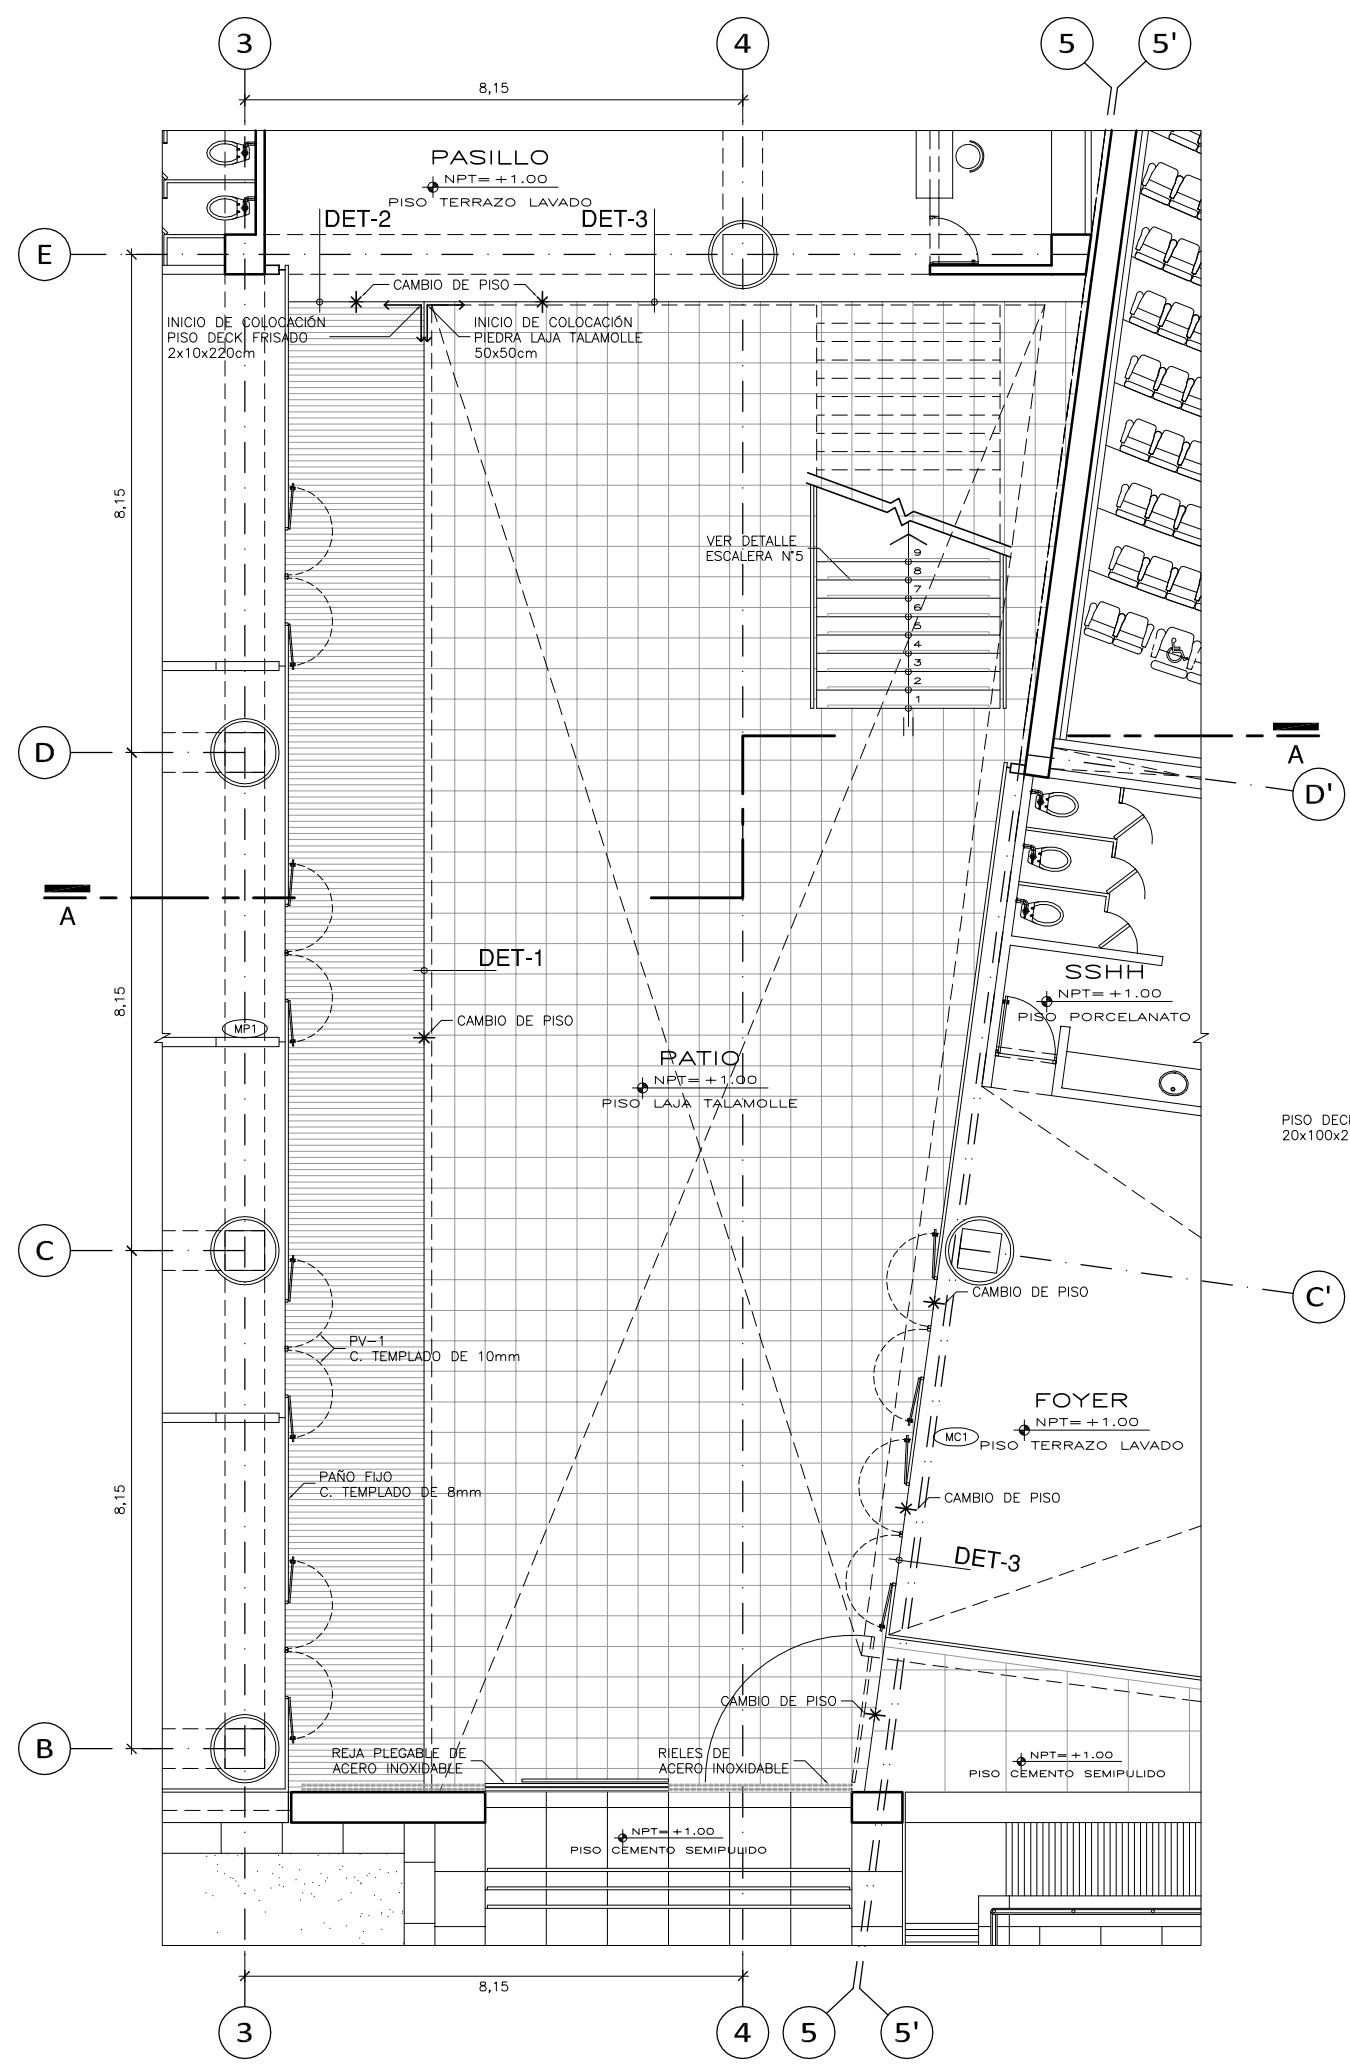 3
4
5
5'
8,15
PASILLO
NPT= +1.00
PISO TERRAZO LAVADO
DET-2
DET-3
E
CAMBIO DE PISO
INICIO DE COLOCACIÓN
PISO DECK FRISADO
2x10x220cm
INICIO DE COLOCACIÓN
PIEDRA LAJA TALAMOLLE
50x50cm
8,15
VER DETALLE
ESCALERA N°5
9
8
7
6
5
4
3
2
1
D
A
D'
A
DET-1
SSHH
NPT= +1.00
PISO PORCELANATO
8,15
MP1
CAMBIO DE PISO
PATIO
NPT= +1.00
PISO LAJA TALAMOLLE
PISO DECK
20x100x2
C
C'
CAMBIO DE PISO
PV-1
C. TEMPLADO DE 10mm
FOYER
NPT= +1.00
MC1
PISO TERRAZO LAVADO
PAÑO FIJO
C. TEMPLADO DE 8mm
8,15
CAMBIO DE PISO
DET-3
CAMBIO DE PISO
B
REJA PLEGABLE DE
ACERO INOXIDABLE
RIELES DE
ACERO INOXIDABLE
NPT= +1.00
PISO CEMENTO SEMIPULIDO
NPT= +1.00
PISO CEMENTO SEMIPULIDO
8,15
3
4
5
5'